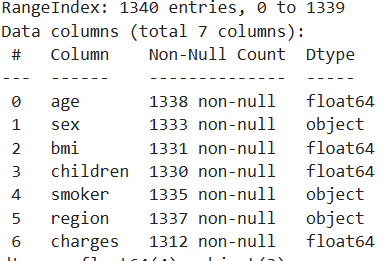 RangeIndex: 1340 entries, 0 to 1339
Data columns (total 7 columns):
 #   Column    Non-Null Count  Dtype
---  ------    --------------  -----
 0   age       1338 non-null   float64
 1   sex       1333 non-null   object
 2   bmi       1331 non-null   float64
 3   children  1330 non-null   float64
 4   smoker    1335 non-null   object
 5   region    1337 non-null   object
 6   charges   1312 non-null   float64